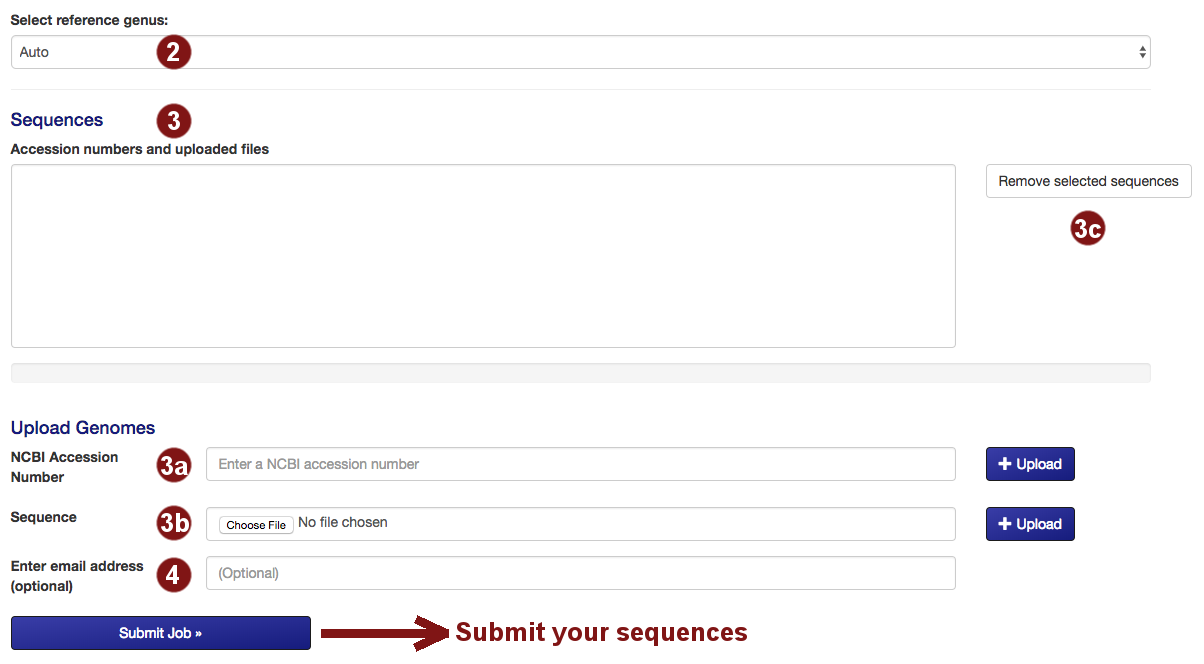 Select reference genus:
Auto 2
Sequences 3
Accession numbers and uploaded files
Remove selected sequences
3c
Upload Genomes
NCBI Accession
Number
3a Enter a NCBI accession number + Upload
Sequence 3b Choose File No file chosen + Upload
Enter email address
(optional)
4 (Optional)
Submit Job » Submit your sequences